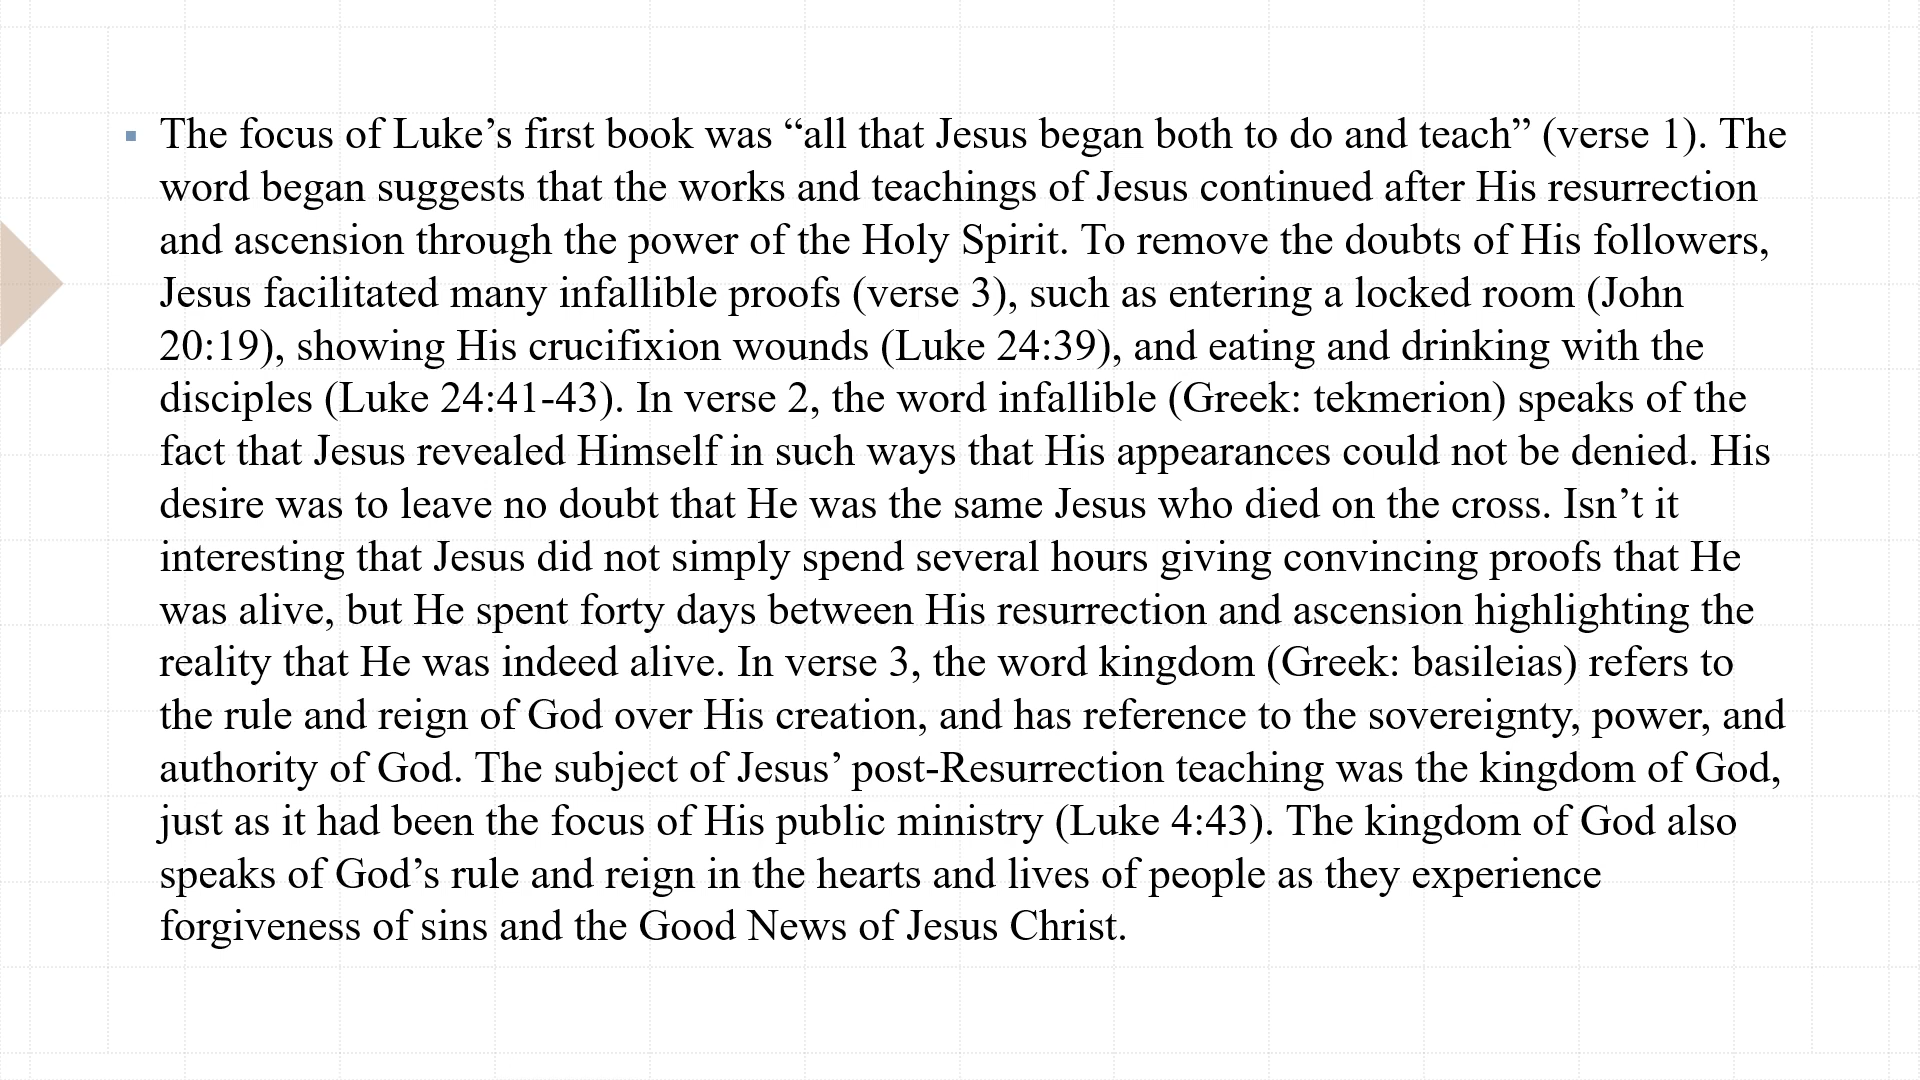 The focus of Luke’s first book was “all that Jesus began both to do and teach” (verse 1). The
word began suggests that the works and teachings of Jesus continued after His resurrection
and ascension through the power of the Holy Spirit. To remove the doubts of His followers,
Jesus facilitated many infallible proofs (verse 3), such as entering a locked room (John
20:19), showing His crucifixion wounds (Luke 24:39), and eating and drinking with the
disciples (Luke 24:41-43). In verse 2, the word infallible (Greek: tekmerion) speaks of the
fact that Jesus revealed Himself in such ways that His appearances could not be denied. His
desire was to leave no doubt that He was the same Jesus who died on the cross. Isn’t it
interesting that Jesus did not simply spend several hours giving convincing proofs that He
was alive, but He spent forty days between His resurrection and ascension highlighting the
reality that He was indeed alive. In verse 3, the word kingdom (Greek: basileias) refers to
the rule and reign of God over His creation, and has reference to the sovereignty, power, and
authority of God. The subject of Jesus’ post-Resurrection teaching was the kingdom of God,
just as it had been the focus of His public ministry (Luke 4:43). The kingdom of God also
speaks of God’s rule and reign in the hearts and lives of people as they experience
forgiveness of sins and the Good News of Jesus Christ.